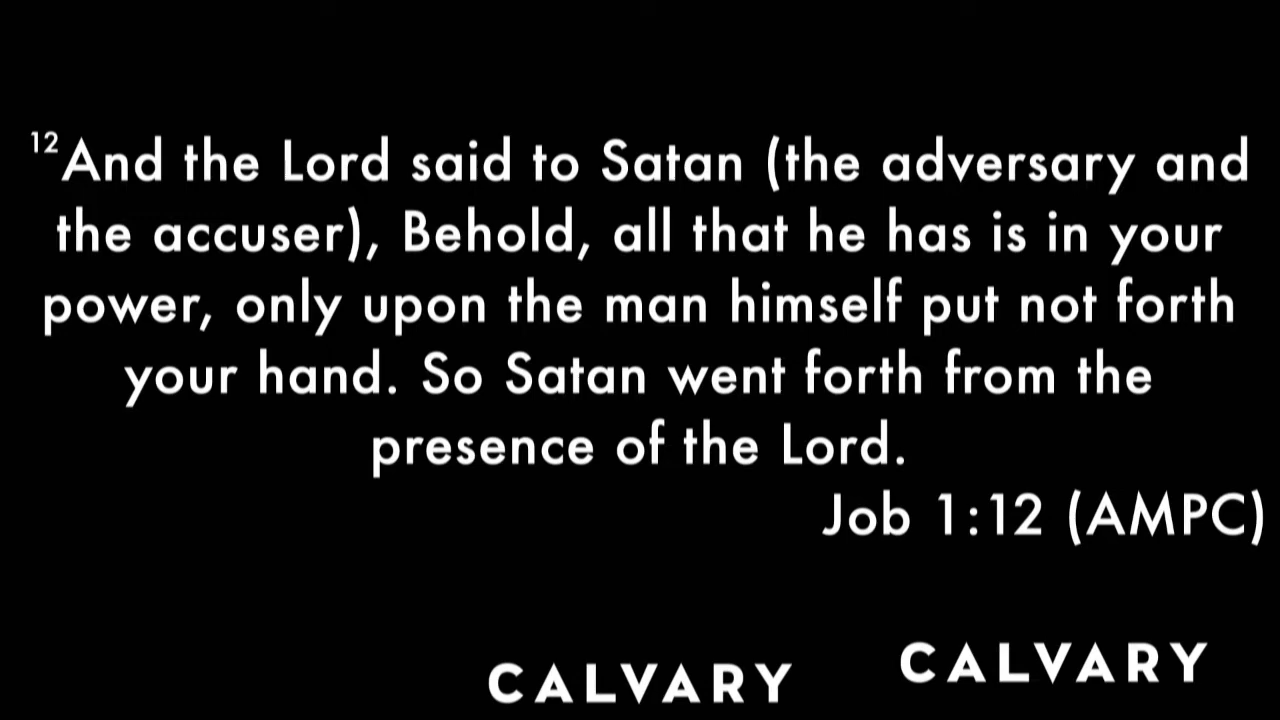 12And the Lord said to Satan (the adversary and
the accuser), Behold, all that he has is in your
power, only upon the man himself put not forth
your hand. So Satan went forth from the
presence of the Lord.
Job 1:12 (AMPC)
CALVARY
CALVARY